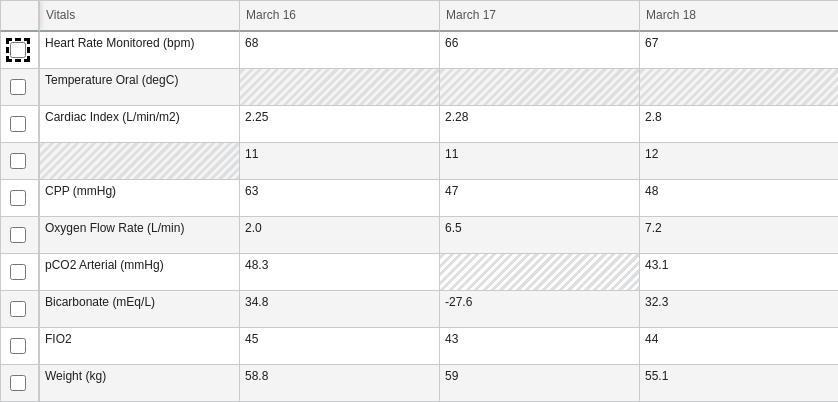 Vitals March 16 March 17 March 18
Heart Rate Monitored (bpm) 68 66 67
Temperature Oral (degC)
Cardiac Index (L/min/m2) 2.25 2.28 2.8
11 11 12
CPP (mmHg) 63 47 48
Oxygen Flow Rate (L/min) 2.0 6.5 7.2
pCO2 Arterial (mmHg) 48.3 43.1
Bicarbonate (mEq/L) 34.8 -27.6 32.3
FIO2 45 43 44
Weight (kg) 58.8 59 55.1